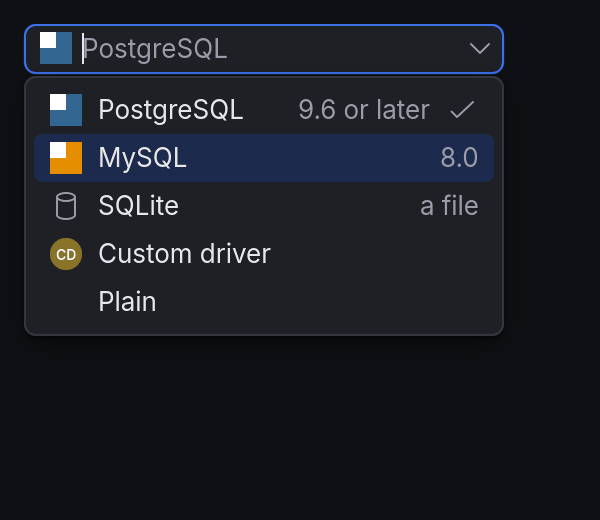 PostgreSQL
PostgreSQL 9.6 or later
MySQL 8.0
SQLite a file
CD Custom driver
Plain